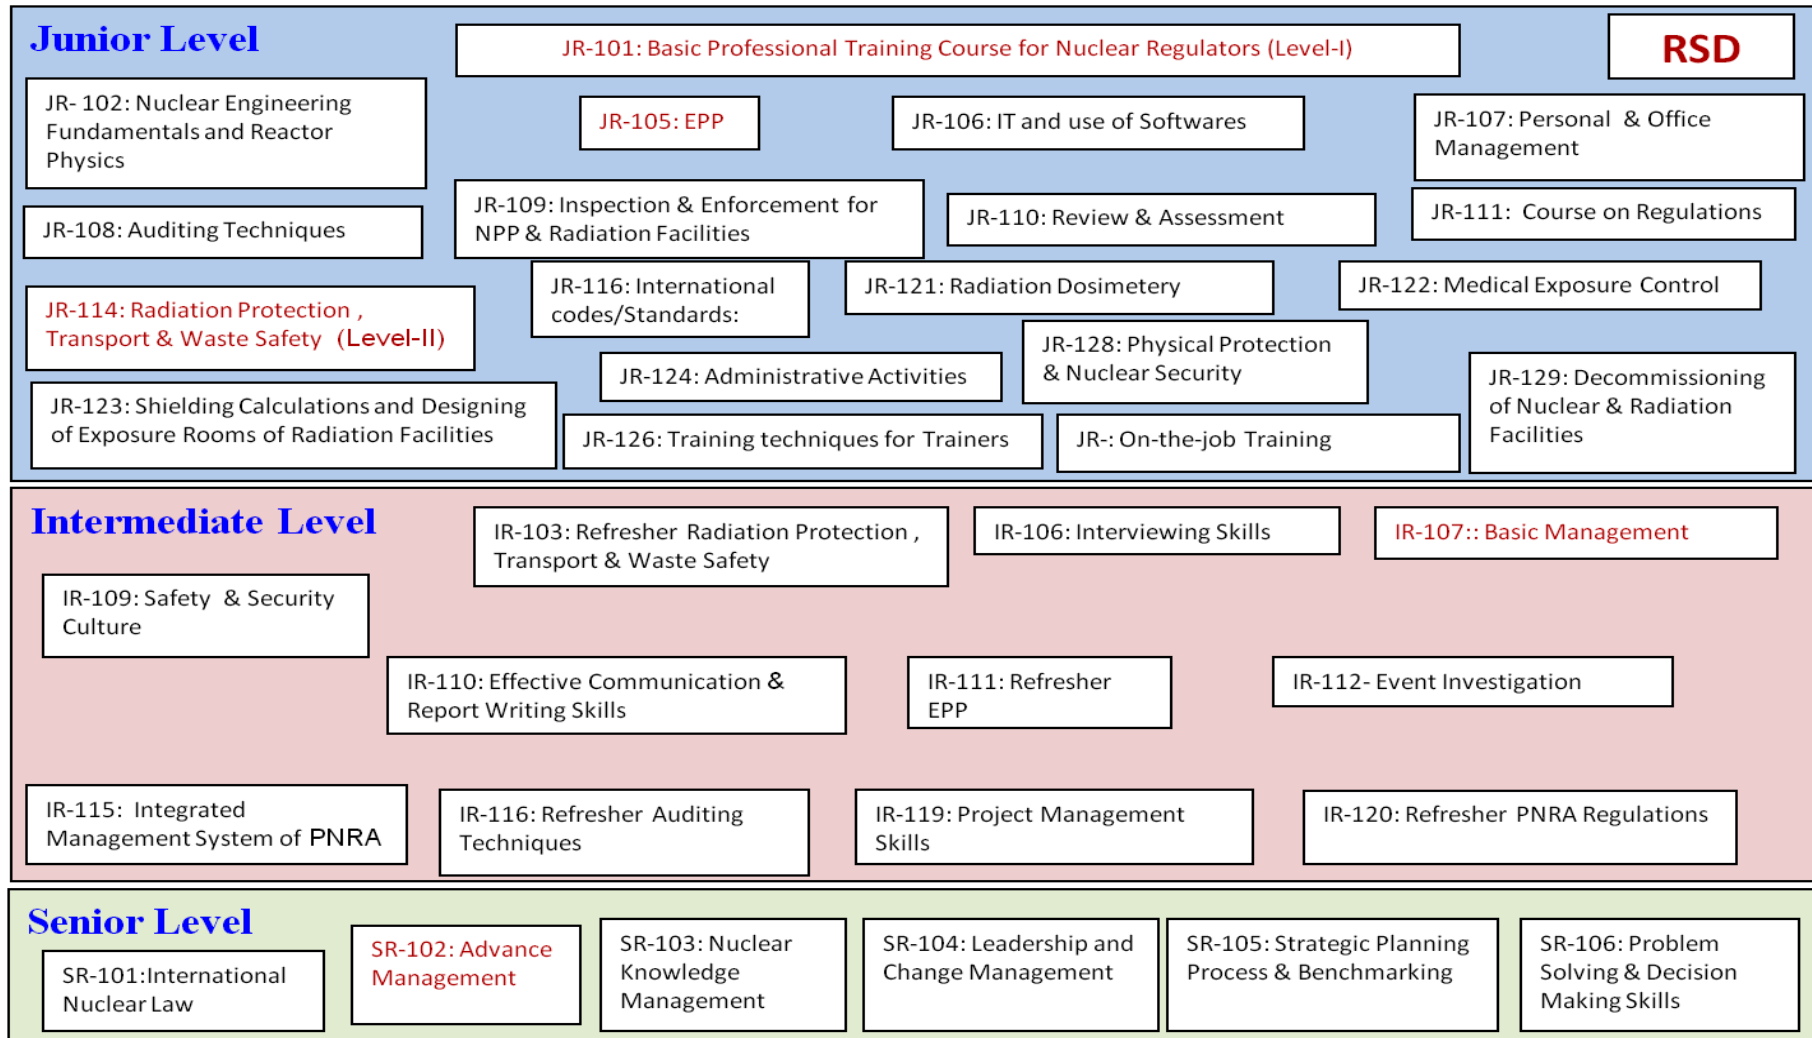 Junior Level
JR-101: Basic Professional Training Course for Nuclear Regulators (Level-I)
RSD
JR- 102: Nuclear Engineering
Fundamentals and Reactor
Physics
JR-105: EPP
JR-106: IT and use of Softwares
JR-107: Personal & Office
Management
JR-108: Auditing Techniques
JR-109: Inspection & Enforcement for
NPP & Radiation Facilities
JR-110: Review & Assessment
JR-111: Course on Regulations
JR-114: Radiation Protection ,
Transport & Waste Safety (Level-II)
JR-116: International
codes/Standards:
JR-121: Radiation Dosimetery
JR-122: Medical Exposure Control
JR-123: Shielding Calculations and Designing
of Exposure Rooms of Radiation Facilities
JR-124: Administrative Activities
JR-128: Physical Protection
& Nuclear Security
JR-129: Decommissioning
of Nuclear & Radiation
Facilities
JR-126: Training techniques for Trainers
JR-: On-the-job Training
Intermediate Level
IR-103: Refresher Radiation Protection ,
Transport & Waste Safety
IR-106: Interviewing Skills
IR-107:: Basic Management
IR-109: Safety & Security
Culture
IR-110: Effective Communication &
Report Writing Skills
IR-111: Refresher
EPP
IR-112- Event Investigation
IR-115: Integrated
Management System of PNRA
IR-116: Refresher Auditing
Techniques
IR-119: Project Management
Skills
IR-120: Refresher PNRA Regulations
Senior Level
SR-101:International
Nuclear Law
SR-102: Advance
Management
SR-103: Nuclear
Knowledge
Management
SR-104: Leadership and
Change Management
SR-105: Strategic Planning
Process & Benchmarking
SR-106: Problem
Solving & Decision
Making Skills